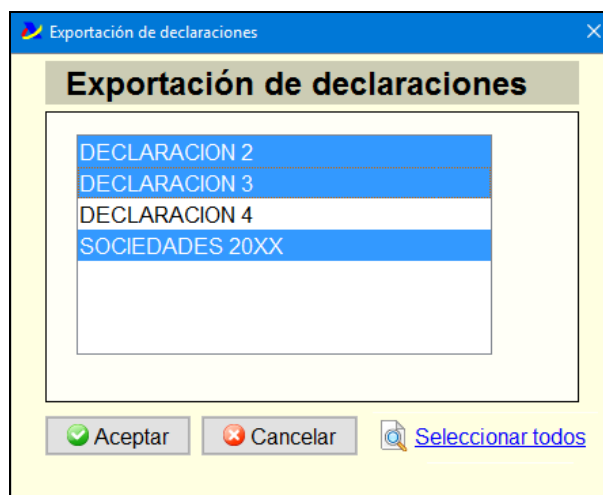 Exportación de declaraciones
Exportación de declaraciones
DECLARACION 2
DECLARACION 3
DECLARACION 4
SOCIEDADES 20XX
Aceptar
Cancelar
Seleccionar todos